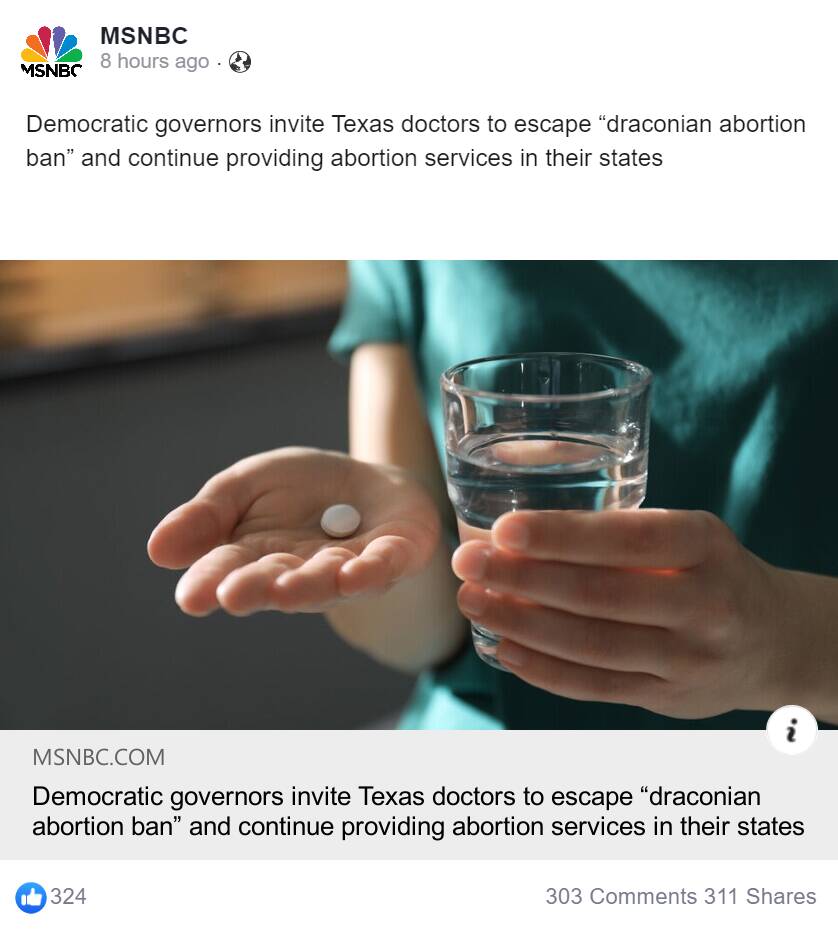 MSNBC
8 hours ago ·
MSNBC
Democratic governors invite Texas doctors to escape “draconian abortion
ban” and continue providing abortion services in their states
i
MSNBC.COM
Democratic governors invite Texas doctors to escape “draconian
abortion ban” and continue providing abortion services in their states
324
303 Comments 311 Shares